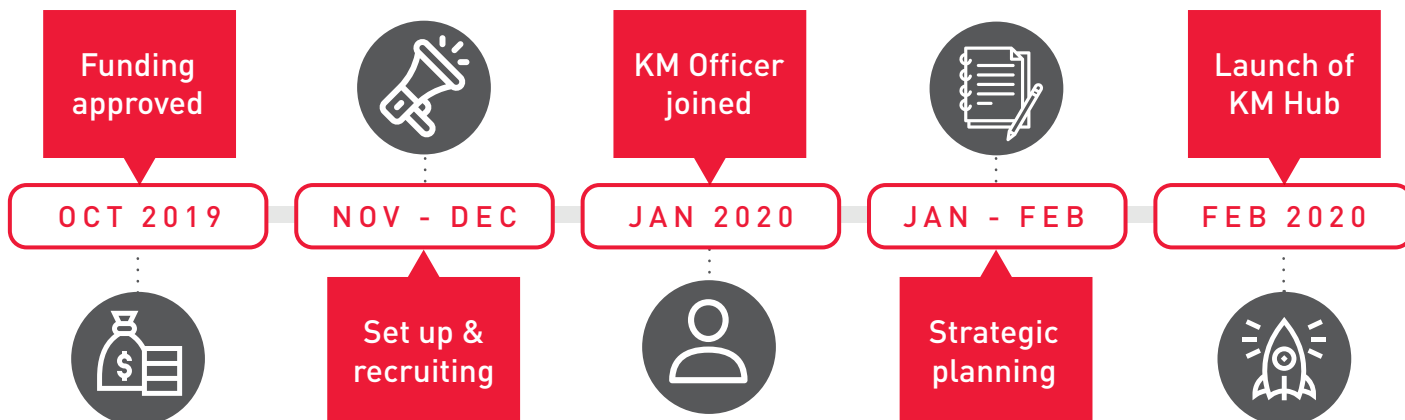 Funding
approved
KM Officer
joined
Launch of
KM Hub
OCT 2019
NOV - DEC
JAN 2020
JAN - FEB
FEB 2020
$
Set up &
recruiting
Strategic
planning